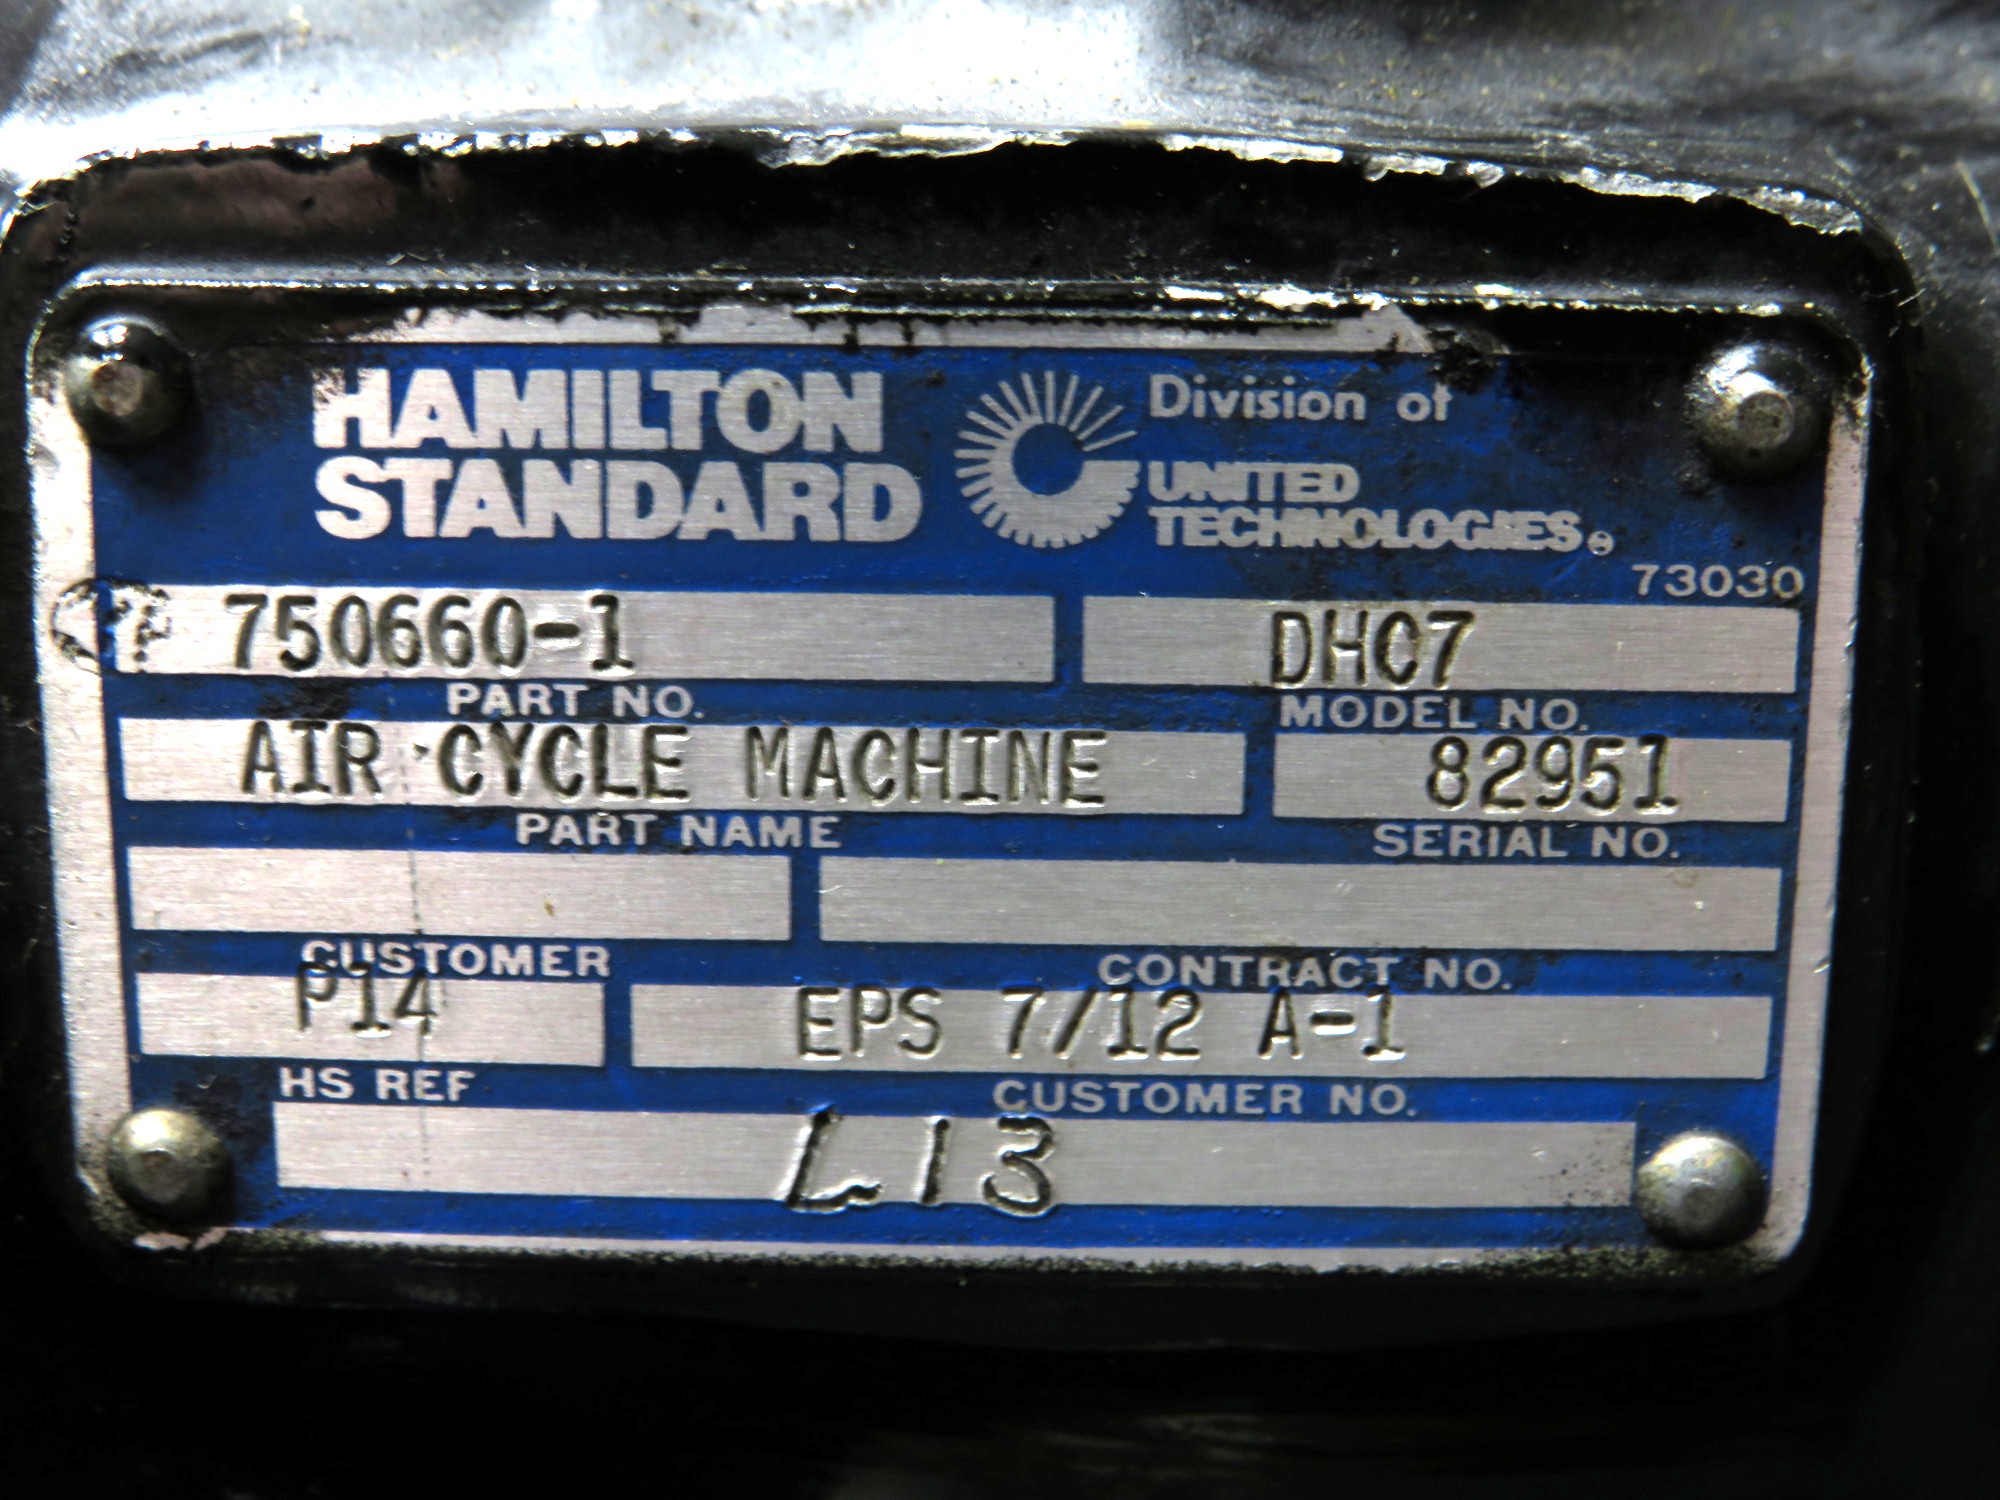 HAMILTON
STANDARD
Division of
UNITED
TECHNOLOGIES®
73030
750660-1
DHC7
PART NO.
MODEL NO.
AIR CYCLE MACHINE
82951
PART NAME
SERIAL NO.
CUSTOMER
CONTRACT NO.
P14
EPS 7/12 A-1
HS REF
CUSTOMER NO.
L13